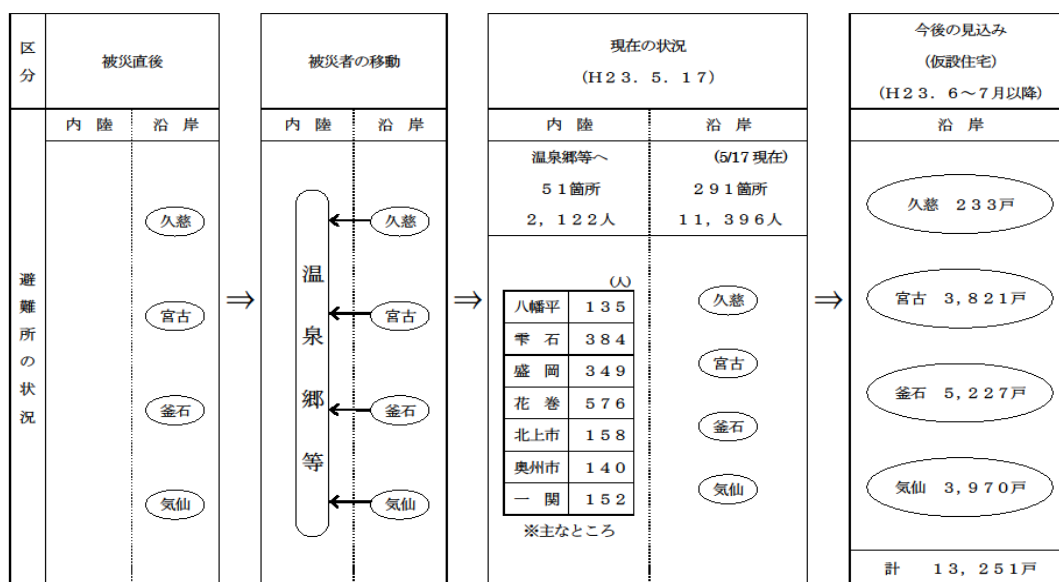 区分
被災直後
被災者の移動
現在の状況
(H23.5.17)
今後の見込み
(仮設住宅)
(H23.6~7月以降)
避難所の状況
内陸
沿岸
久慈
宮古
釜石
気仙
⇒
内陸
沿岸
温泉郷等
久慈
宮古
釜石
気仙
⇒
内陸
沿岸
温泉郷等へ
51箇所
2,122人
(5/17現在)
291箇所
11,396人
(人)
八幡平 135
雫石 384
盛岡 349
花巻 576
北上市 158
奥州市 140
一関 152
※主なところ
久慈
宮古
釜石
気仙
⇒
沿岸
久慈 233戸
宮古 3,821戸
釜石 5,227戸
気仙 3,970戸
計 13,251戸